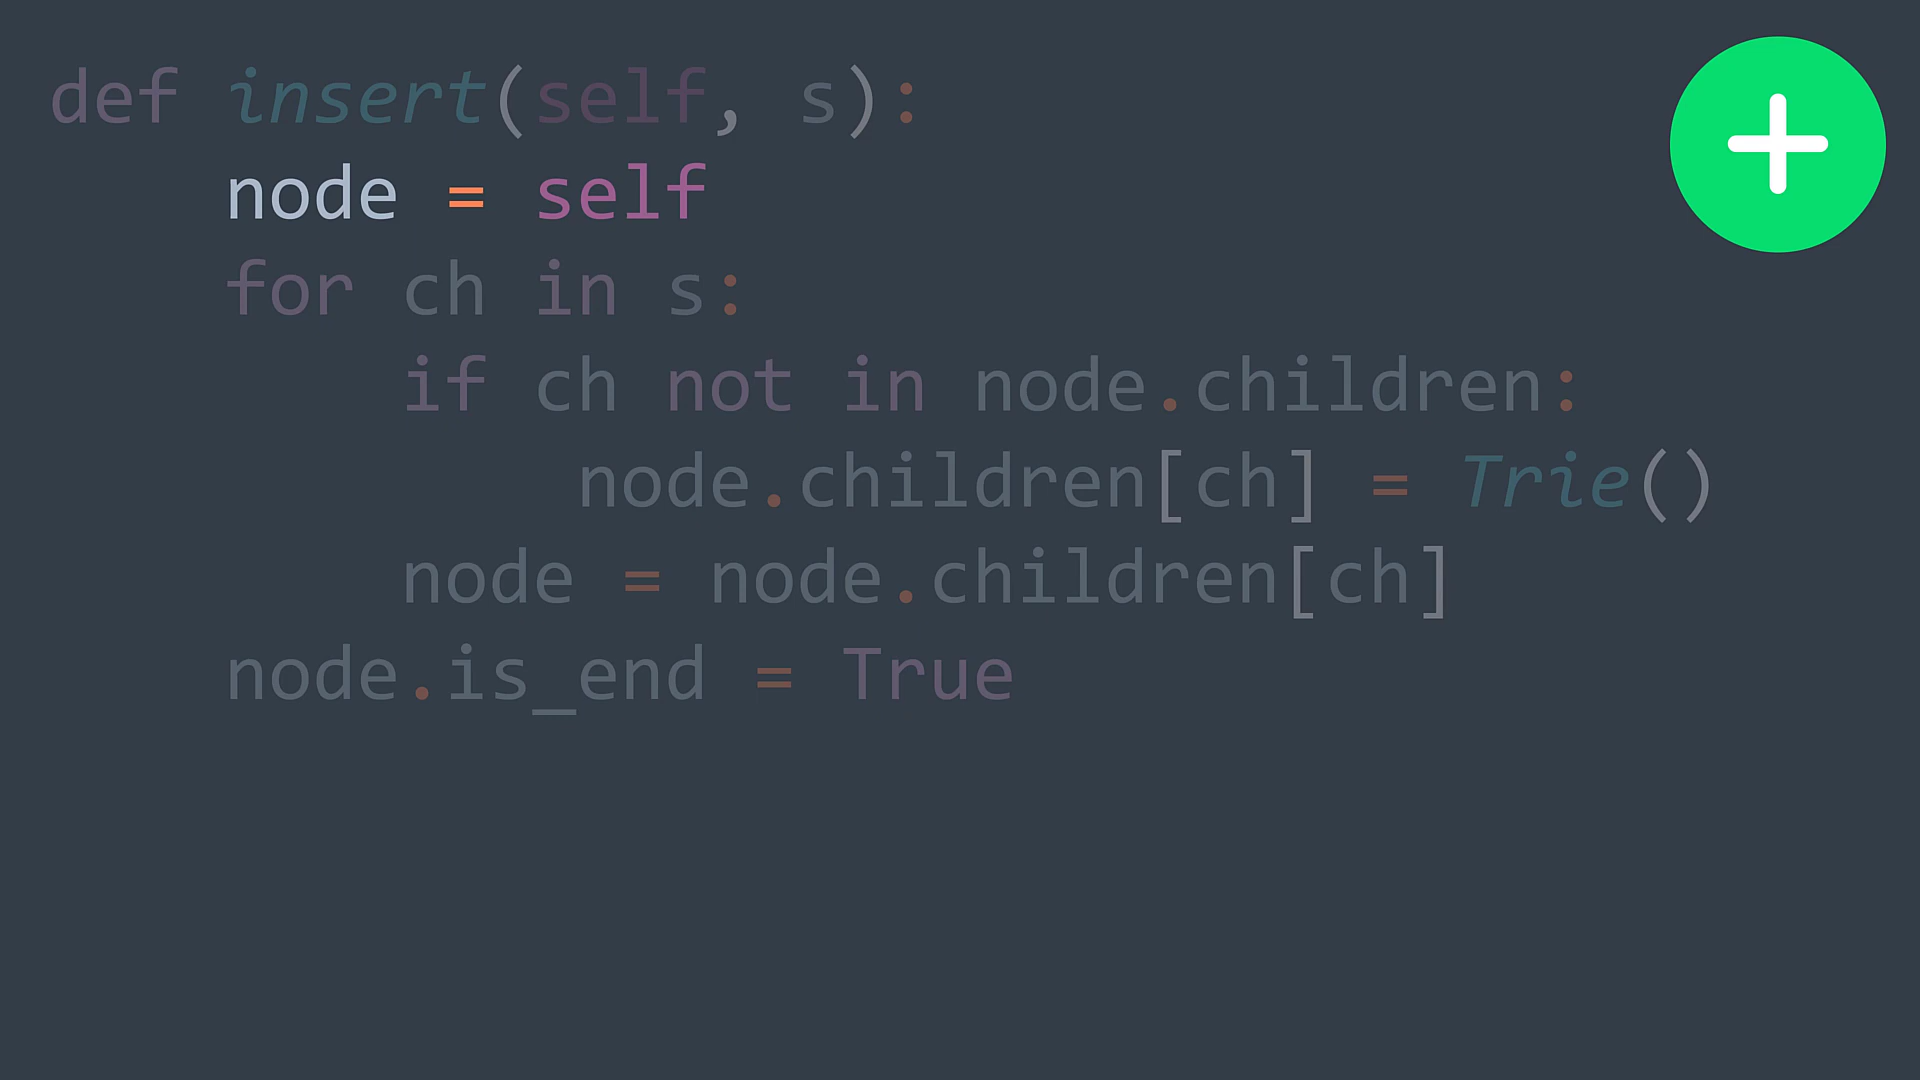 def insert(self, s):
    node = self
    for ch in s:
        if ch not in node.children:
            node.children[ch] = Trie()
        node = node.children[ch]
    node.is_end = True